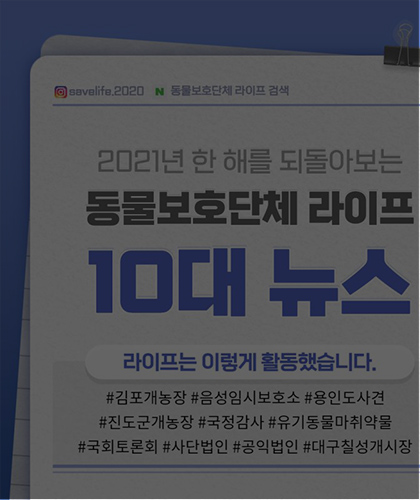 savelife.2020 N 동물보호단체 라이프 검색
2021년 한 해를 되돌아보는
동물보호단체 라이프
10대 뉴스
라이프는 이렇게 활동했습니다.
#김포개농장 #음성임시보호소 #용인도사견
#진도군개농장 #국정감사 #유기동물마취약물
#국회토론회 #사단법인 #공익법인 #대구칠성개시장